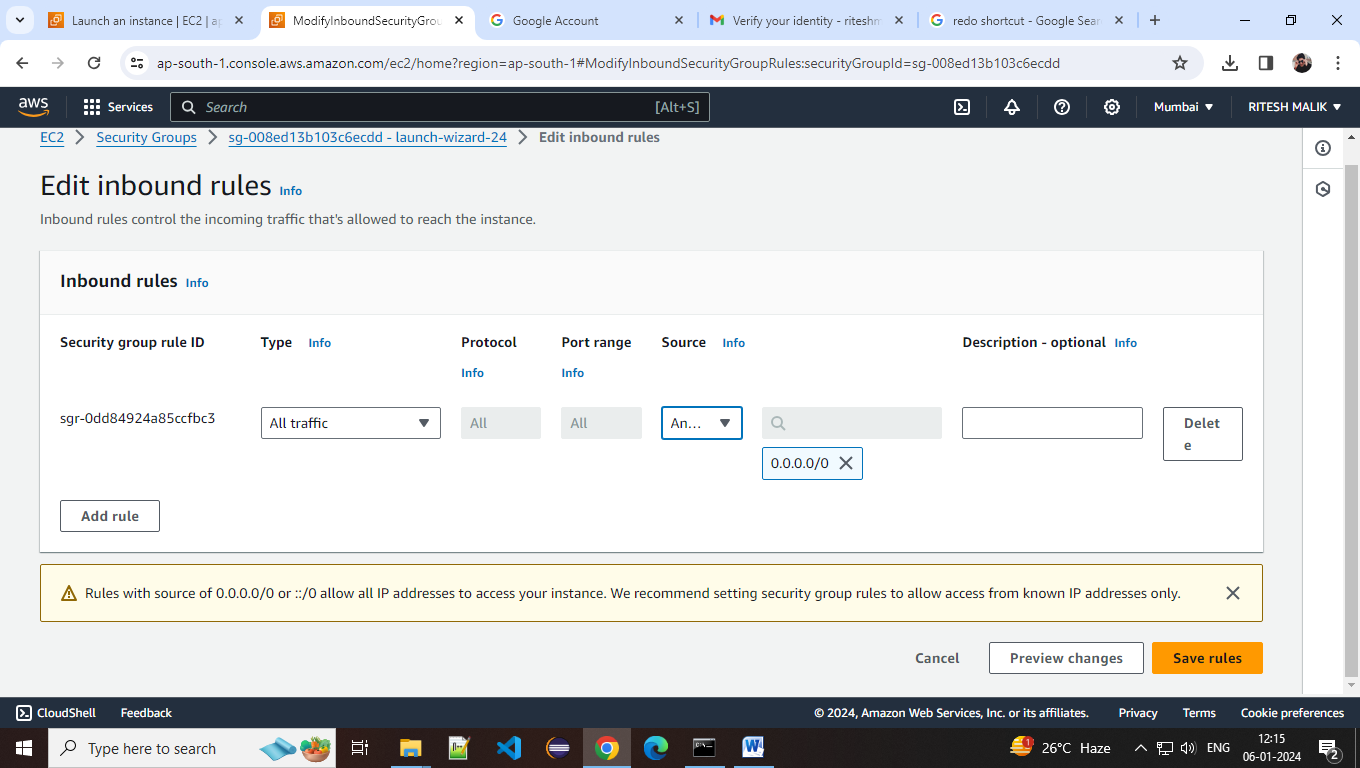 Launch an instance | EC2 | ap
ModifyInboundSecurityGrou
Google Account
Verify your identity - riteshm
redo shortcut - Google Sear
ap-south-1.console.aws.amazon.com/ec2/home?region=ap-south-1#ModifyInboundSecurityGroupRules:securityGroupId=sg-008ed13b103c6ecdd
aws Services Search [Alt+S] Mumbai RITESH MALIK
EC2 Security Groups sg-008ed13b103c6ecdd - launch-wizard-24 Edit inbound rules
Edit inbound rules Info
Inbound rules control the incoming traffic that's allowed to reach the instance.
Inbound rules Info
Security group rule ID Type Info Protocol Port range Source Info Description - optional Info
Info Info
sgr-0dd84924a85ccfbc3 All traffic All All An... Delet
e
0.0.0.0/0
Add rule
Rules with source of 0.0.0.0/0 or ::/0 allow all IP addresses to access your instance. We recommend setting security group rules to allow access from known IP addresses only.
Cancel Preview changes Save rules
CloudShell Feedback © 2024, Amazon Web Services, Inc. or its affiliates. Privacy Terms Cookie preferences
Type here to search 1 26°C Haze ENG 12:15
06-01-2024 2